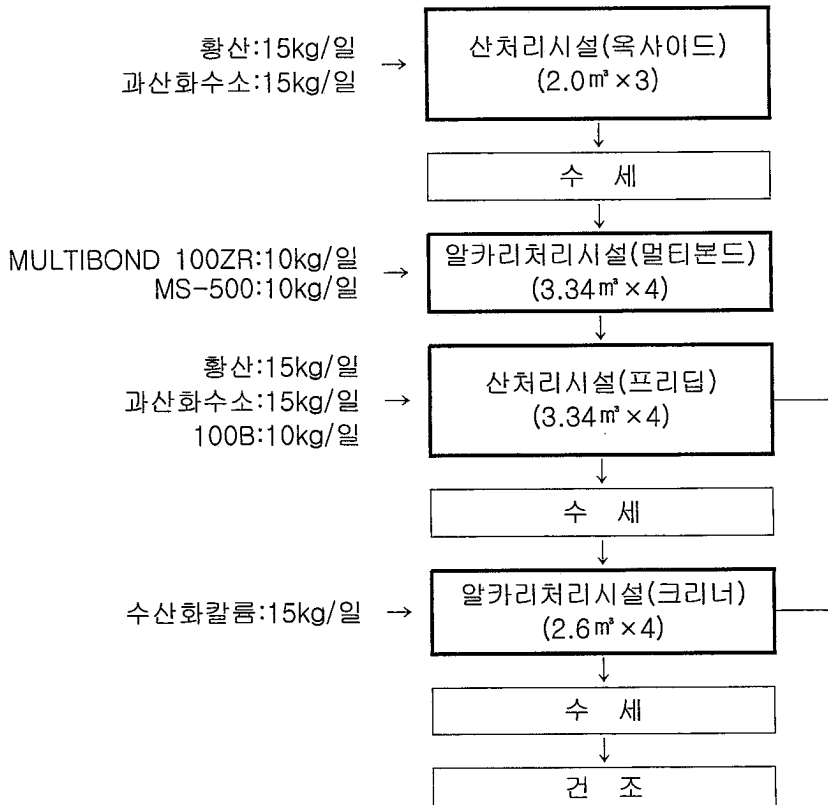 황산:15kg/일 →
과산화수소:15kg/일
산처리시설(옥사이드)
(2.0㎥×3)
↓
수 세
↓
MULTIBOND 100ZR:10kg/일 →
MS-500:10kg/일
알카리처리시설(멀티본드)
(3.34㎥×4)
↓
황산:15kg/일
과산화수소:15kg/일 →
100B:10kg/일
산처리시설(프리딥)
(3.34㎥×4)
↓
수 세
↓
수산화칼륨:15kg/일 →
알카리처리시설(크리너)
(2.6㎥×4)
↓
수 세
↓
건 조